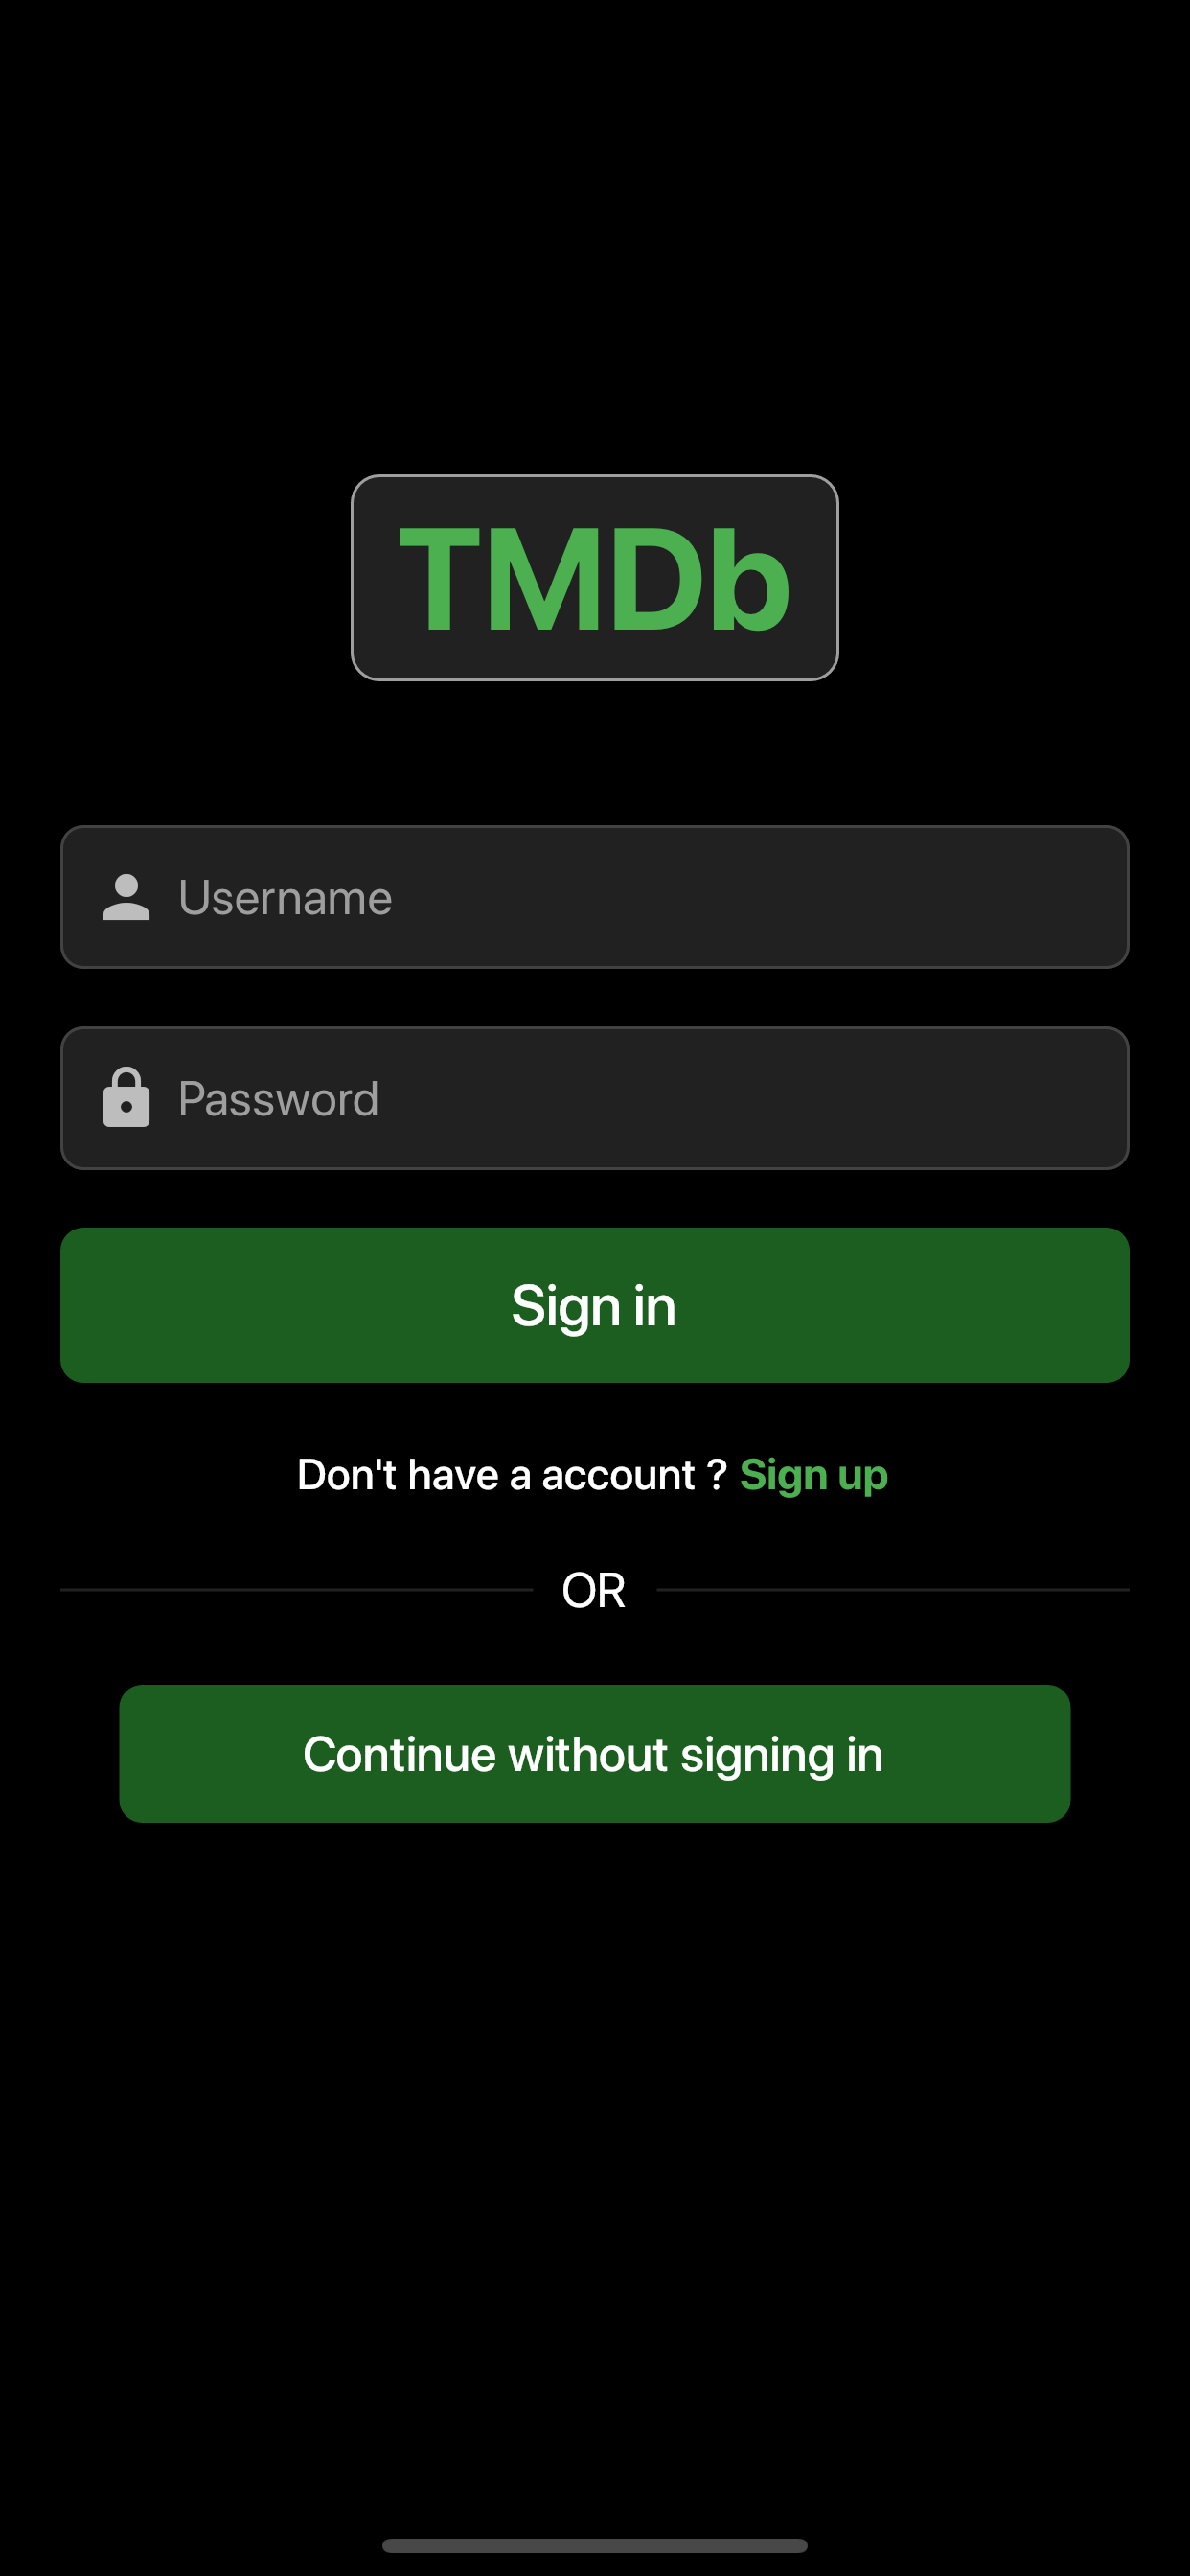 TMDb
Username
Password
Sign in
Don't have a account ? Sign up
OR
Continue without signing in